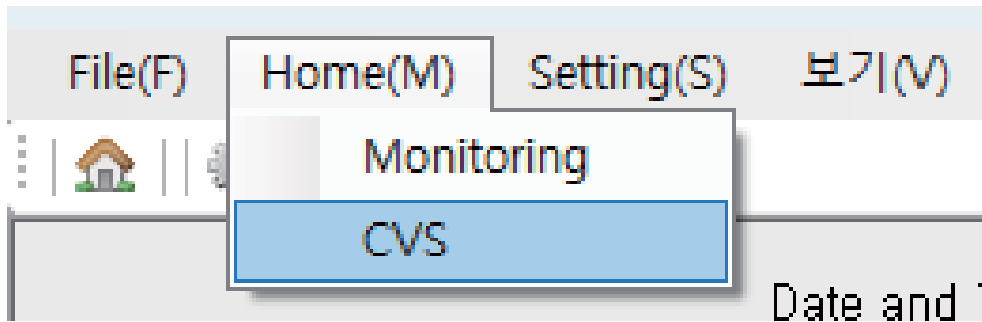 File(F) Home(M) Setting(S) 보기(V)
Monitoring
CVS
Date and